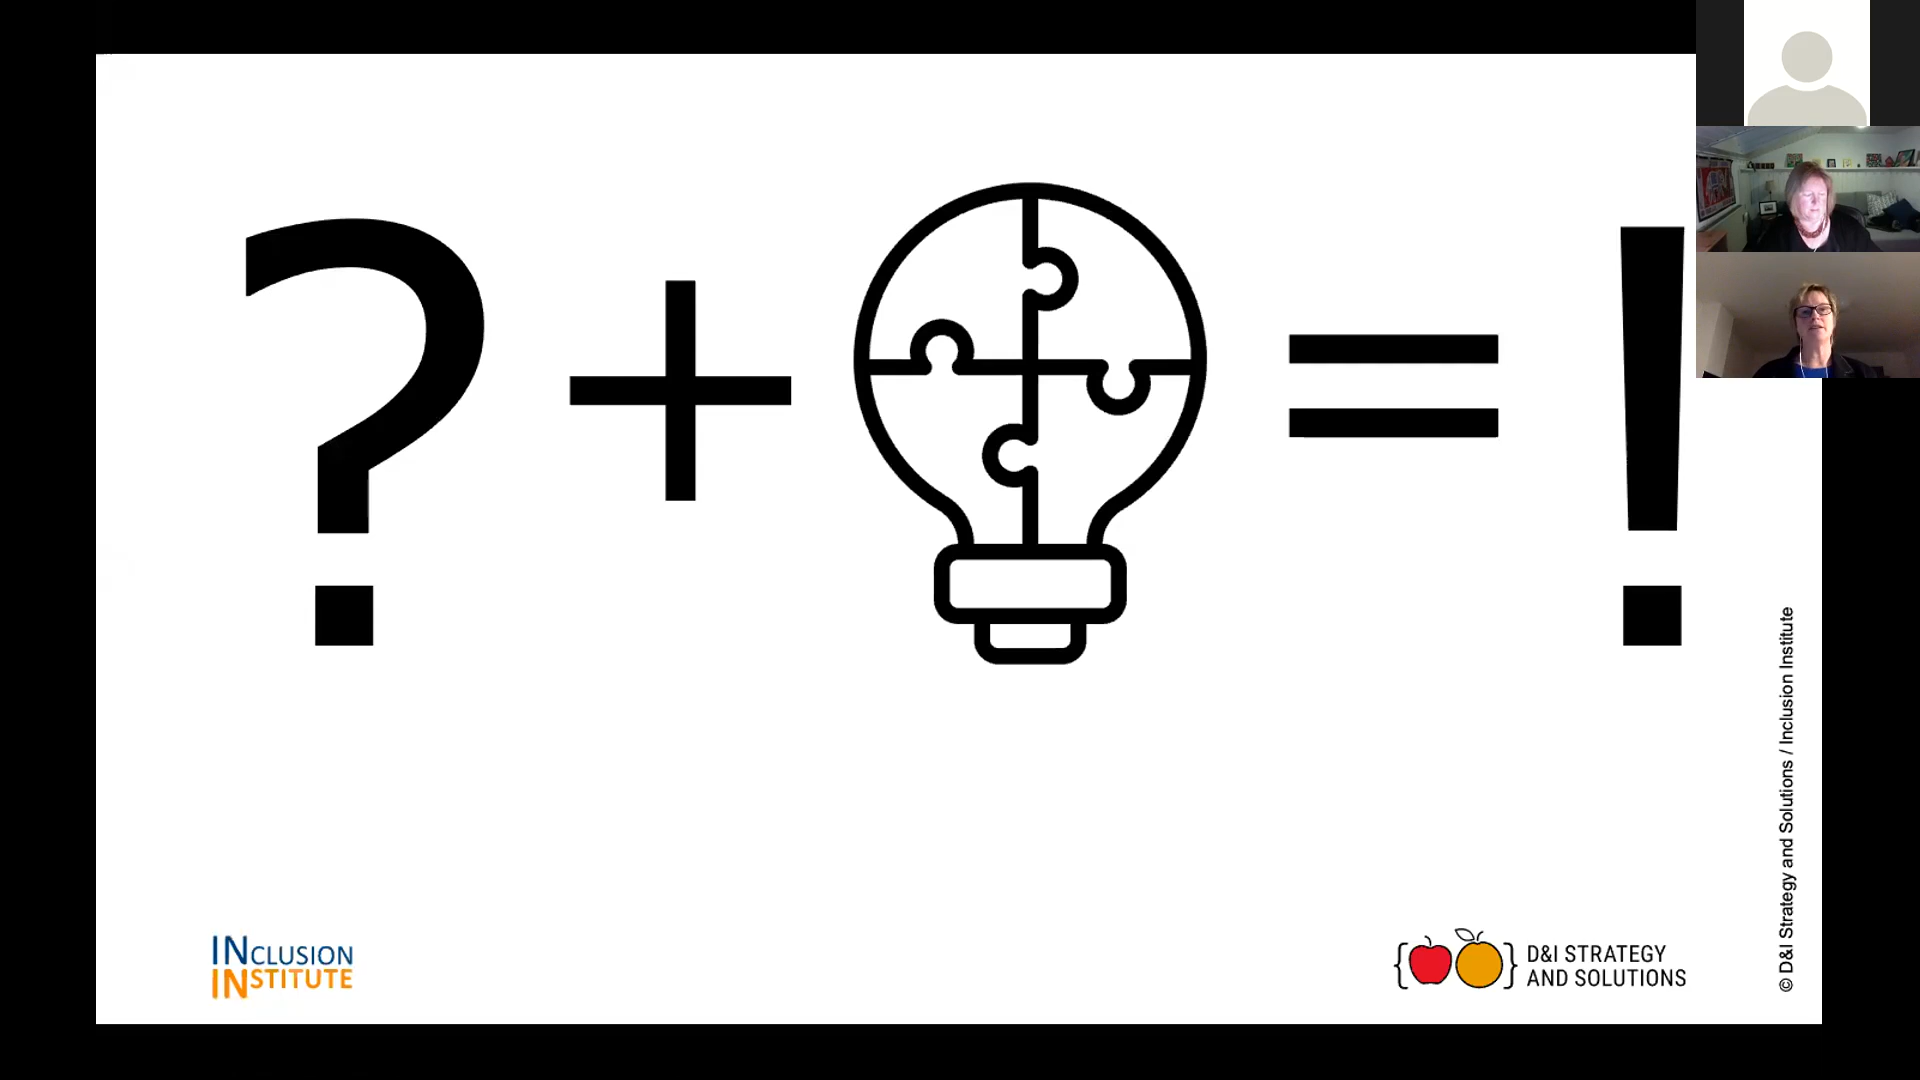 ? + = !
INCLUSION
INSTITUTE
D&I STRATEGY
AND SOLUTIONS
© D&I Strategy and Solutions / Inclusion Institute